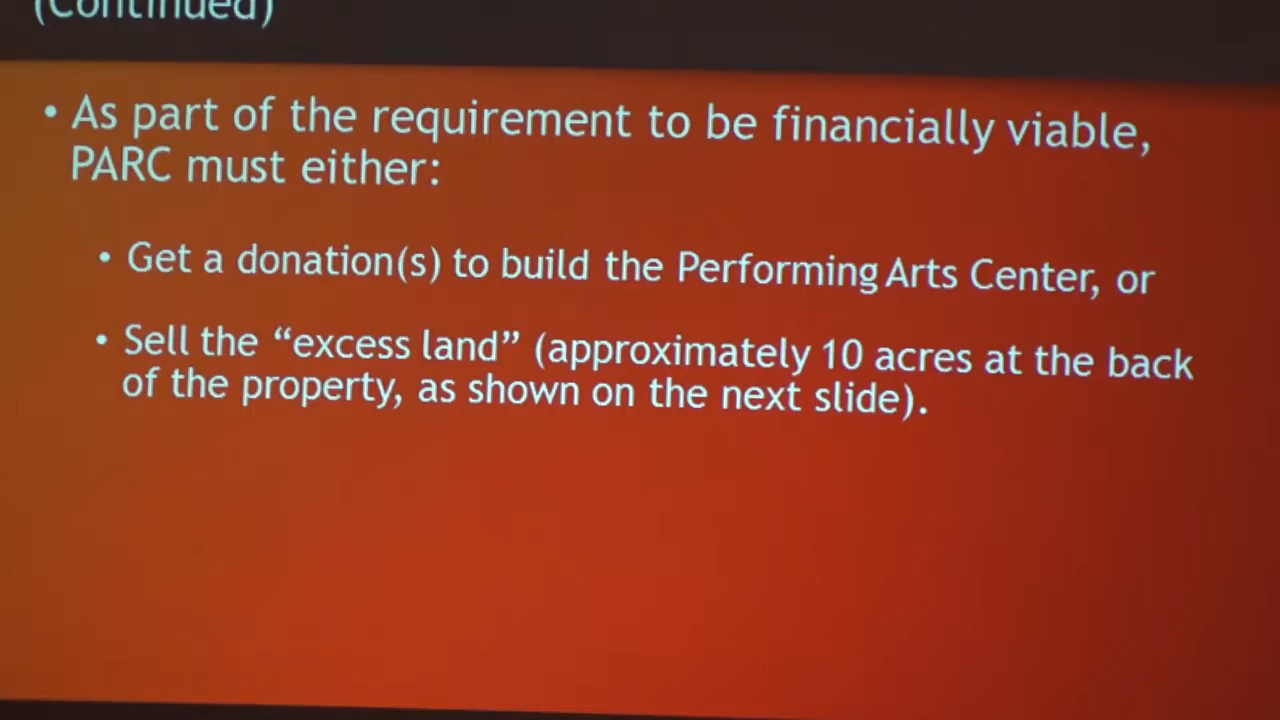 (Continued)
• As part of the requirement to be financially viable,
PARC must either:
• Get a donation(s) to build the Performing Arts Center, or
• Sell the “excess land” (approximately 10 acres at the back
of the property, as shown on the next slide).